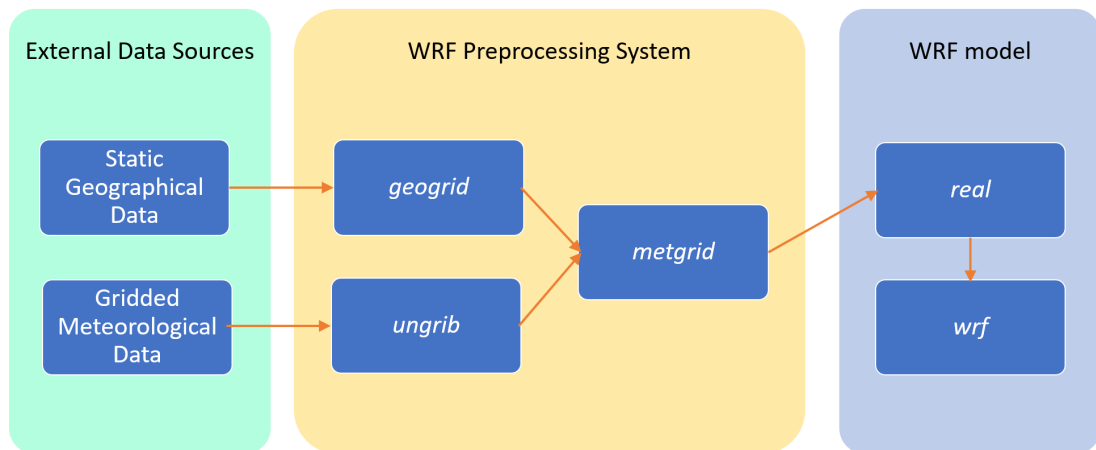 External Data Sources
WRF Preprocessing System
WRF model
Static
Geographical
Data
geogrid
real
metgrid
Gridded
Meteorological
Data
ungrib
wrf